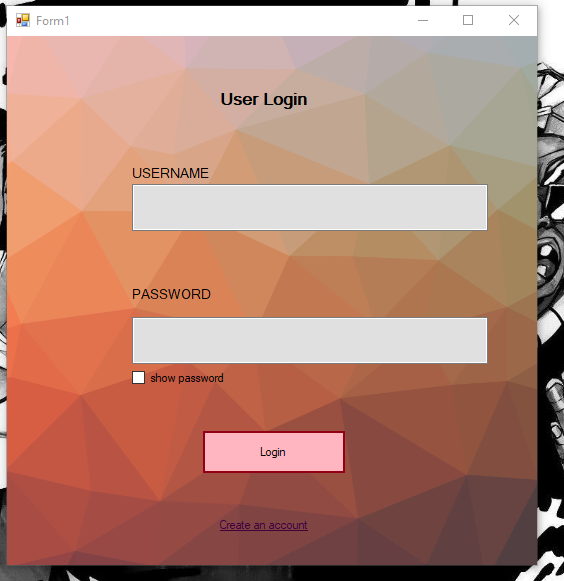 Form1
User Login
USERNAME
PASSWORD
show password
Login
Create an account